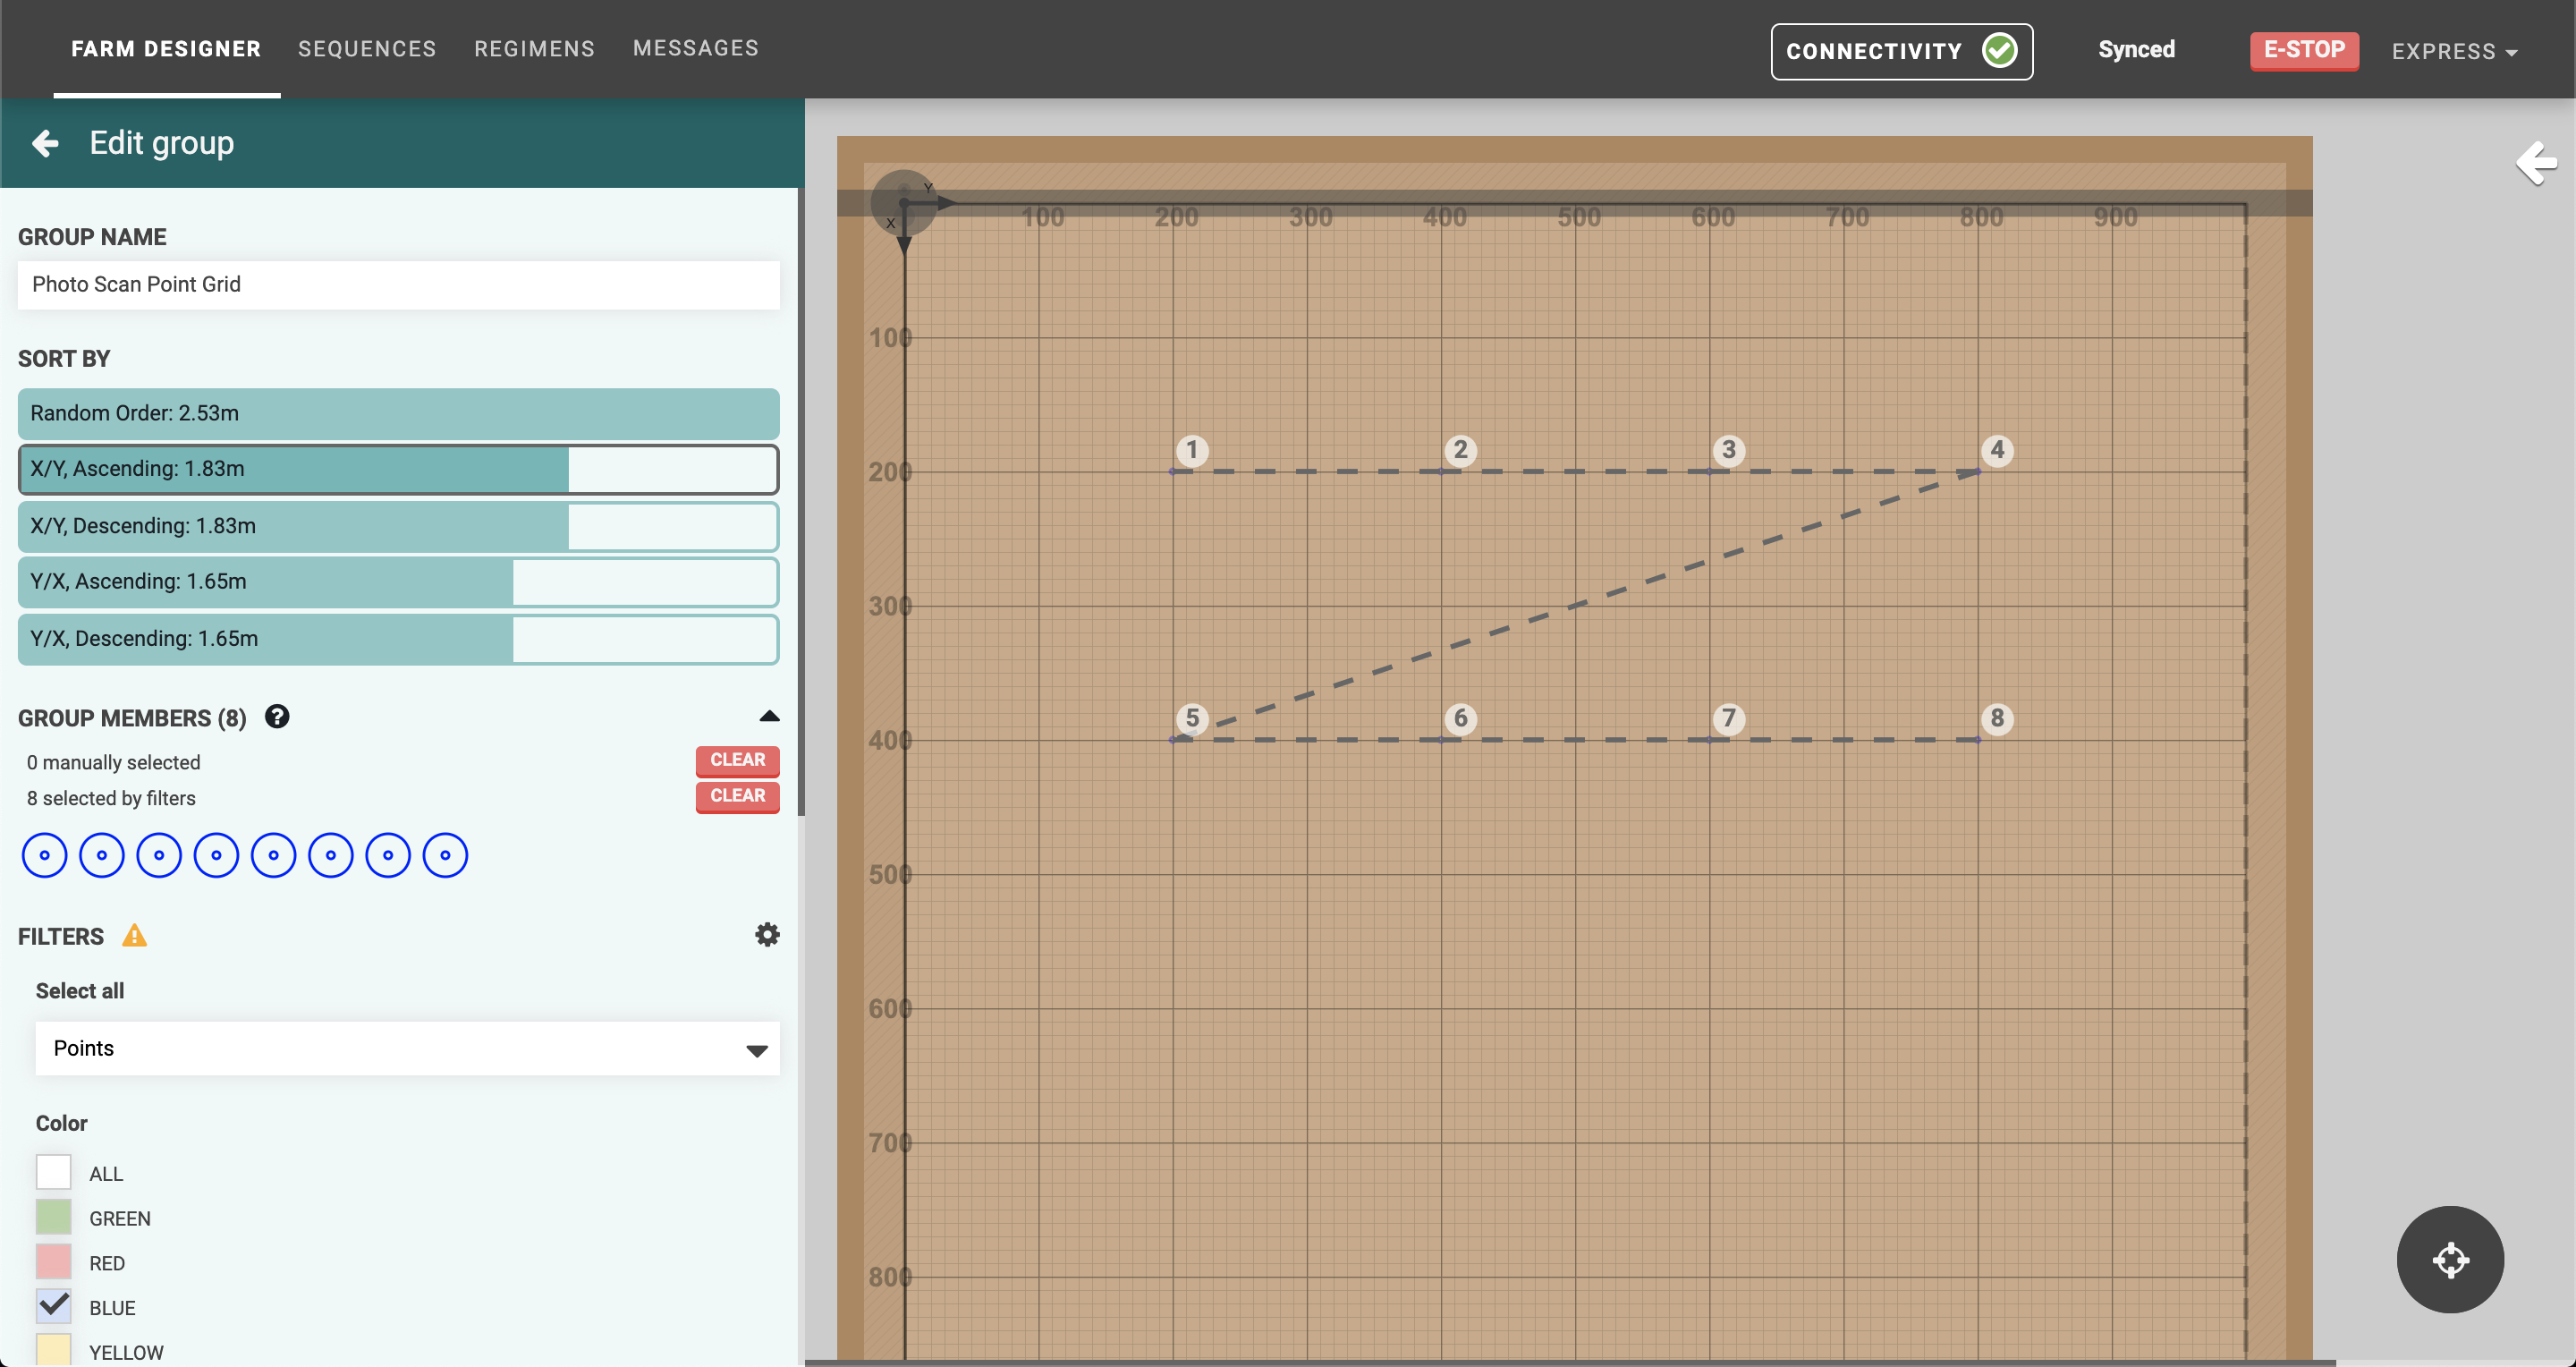 FARM DESIGNER SEQUENCES REGIMENS MESSAGES CONNECTIVITY Synced E-STOP EXPRESS
Edit group
GROUP NAME
Photo Scan Point Grid
SORT BY
Random Order: 2.53m
X/Y, Ascending: 1.83m
X/Y, Descending: 1.83m
Y/X, Ascending: 1.65m
Y/X, Descending: 1.65m
GROUP MEMBERS (8) ?
0 manually selected CLEAR
8 selected by filters CLEAR
FILTERS
Select all
Points
Color
ALL
GREEN
RED
BLUE
YELLOW
Y
X
100 200 300 400 500 600 700 800 900
100
1 2 3 4
200
300
5 6 7 8
400
500
600
700
800